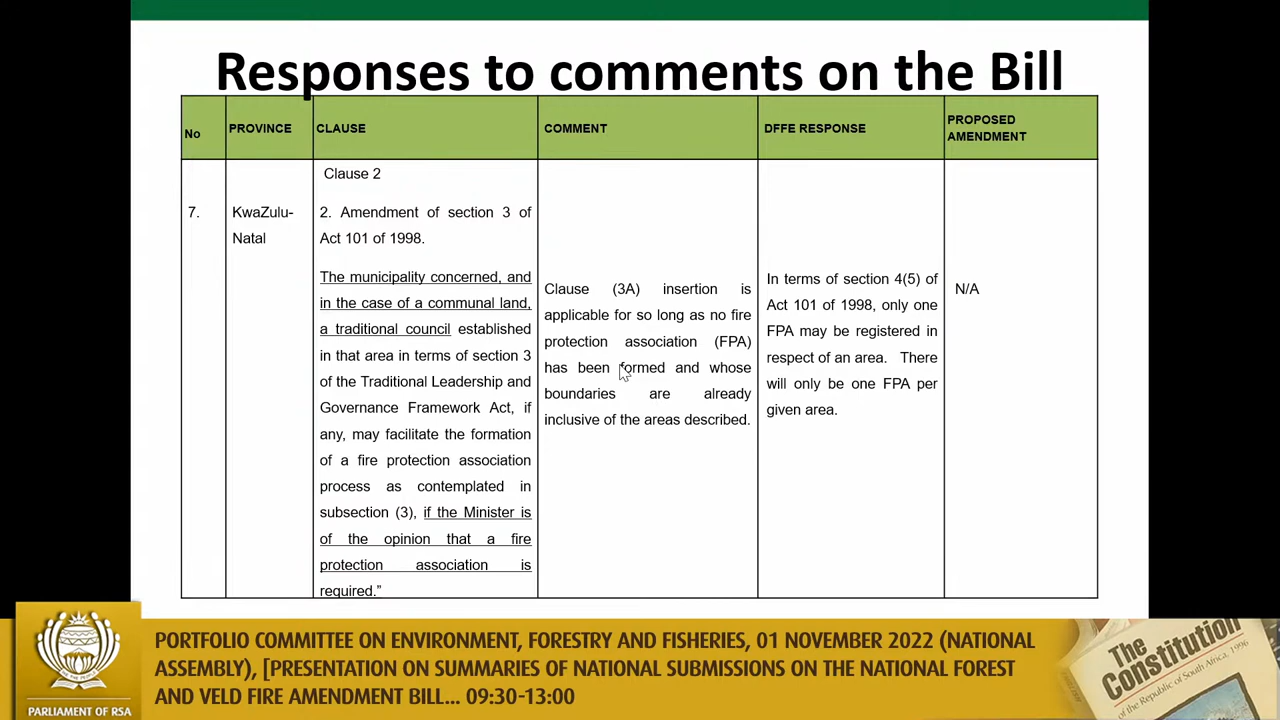 Responses to comments on the Bill
No
PROVINCE
CLAUSE
COMMENT
DFFE RESPONSE
PROPOSED
AMENDMENT
7.
KwaZulu-
Natal
Clause 2
2. Amendment of section 3 of
Act 101 of 1998.
The municipality concerned, and
in the case of a communal land,
a traditional council established
in that area in terms of section 3
of the Traditional Leadership and
Governance Framework Act, if
any, may facilitate the formation
of a fire protection association
process as contemplated in
subsection (3), if the Minister is
of the opinion that a fire
protection association is
required.”
Clause (3A) insertion is
applicable for so long as no fire
protection association (FPA)
has been formed and whose
boundaries are already
inclusive of the areas described.
In terms of section 4(5) of
Act 101 of 1998, only one
FPA may be registered in
respect of an area. There
will only be one FPA per
given area.
N/A
PORTFOLIO COMMITTEE ON ENVIRONMENT, FORESTRY AND FISHERIES, 01 NOVEMBER 2022 (NATIONAL
ASSEMBLY), [PRESENTATION ON SUMMARIES OF NATIONAL SUBMISSIONS ON THE NATIONAL FOREST
AND VELD FIRE AMENDMENT BILL... 09:30-13:00
PARLIAMENT OF RSA
The
Constitution
of the Republic of South Africa, 1996